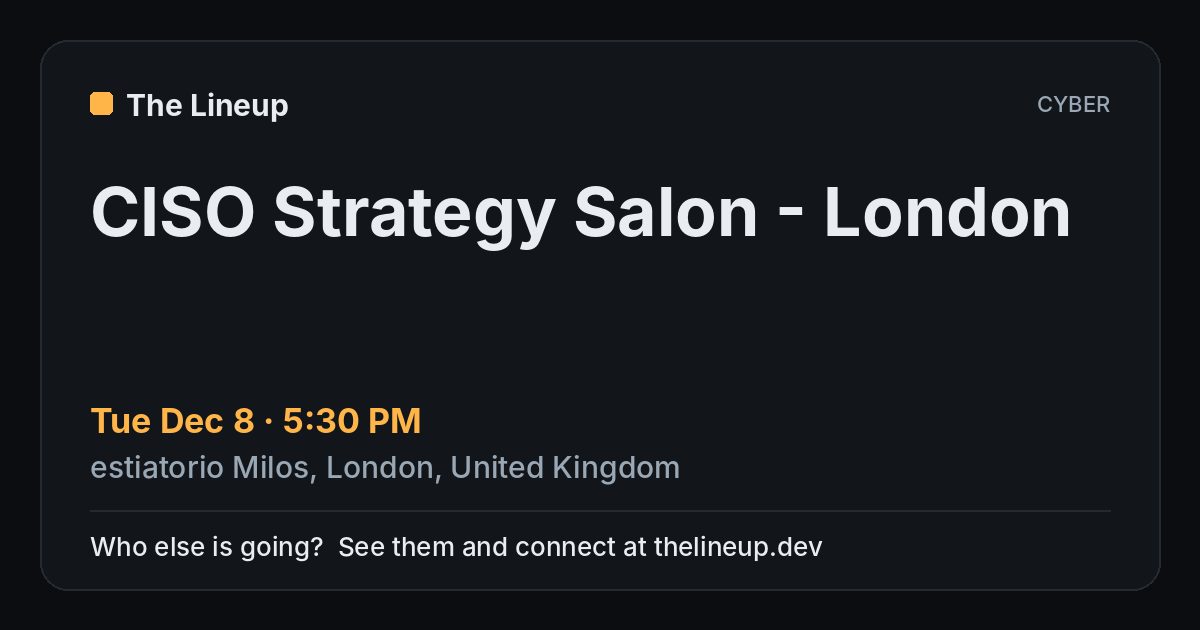 The Lineup
CYBER
CISO Strategy Salon - London
Tue Dec 8 · 5:30 PM
estiatorio Milos, London, United Kingdom
Who else is going? See them and connect at thelineup.dev